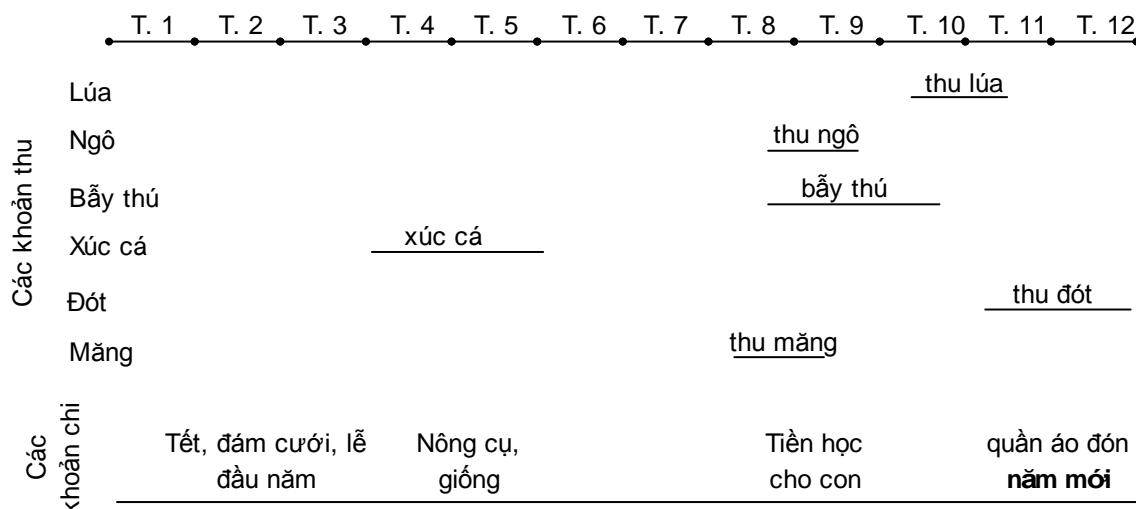 T. 1 T. 2 T. 3 T. 4 T. 5 T. 6 T. 7 T. 8 T. 9 T. 10 T. 11 T. 12
Các khoản thu
Lúa thu lúa
Ngô thu ngô
Bẫy thú bẫy thú
Xúc cá xúc cá
Đót thu đót
Măng thu măng
Các
khoản chi
Tết, đám cưới, lễ
đầu năm
Nông cụ,
giống
Tiền học
cho con
quần áo đón
năm mới